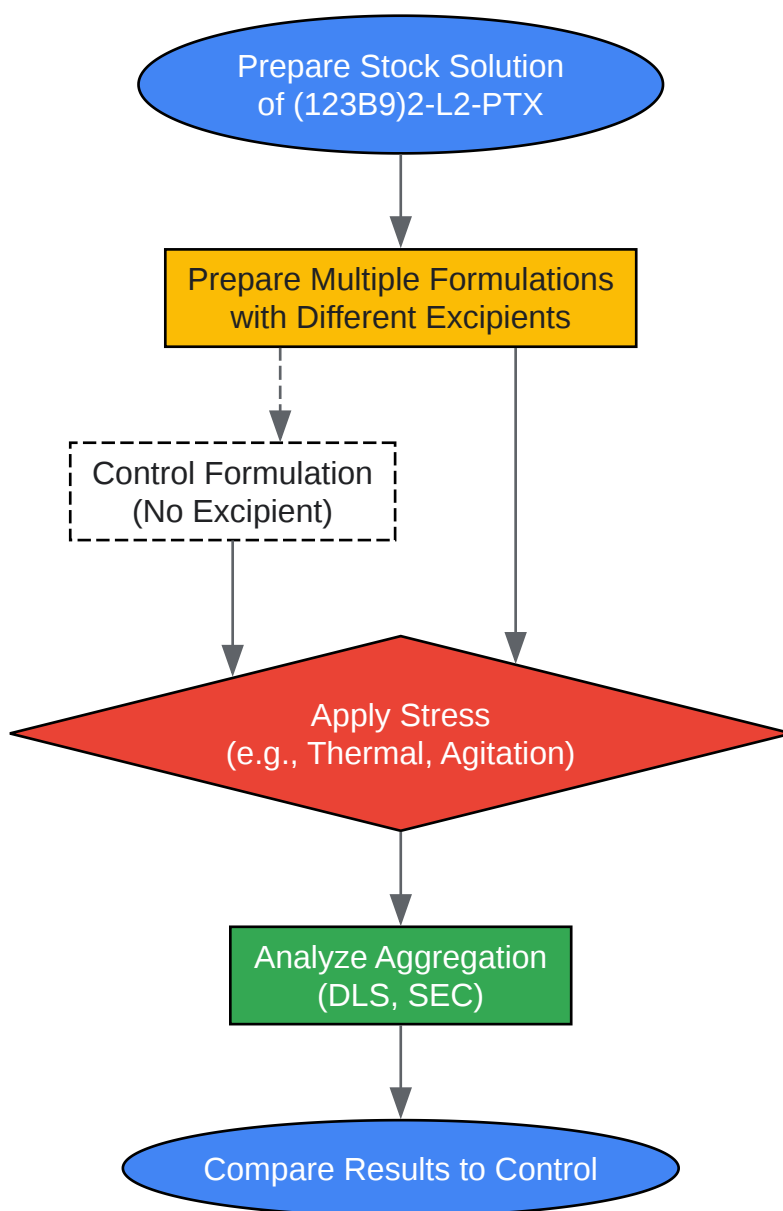 Prepare Stock Solution
of (123B9)2-L2-PTX
Prepare Multiple Formulations
with Different Excipients
Control Formulation
(No Excipient)
Apply Stress
(e.g., Thermal, Agitation)
Analyze Aggregation
(DLS, SEC)
Compare Results to Control